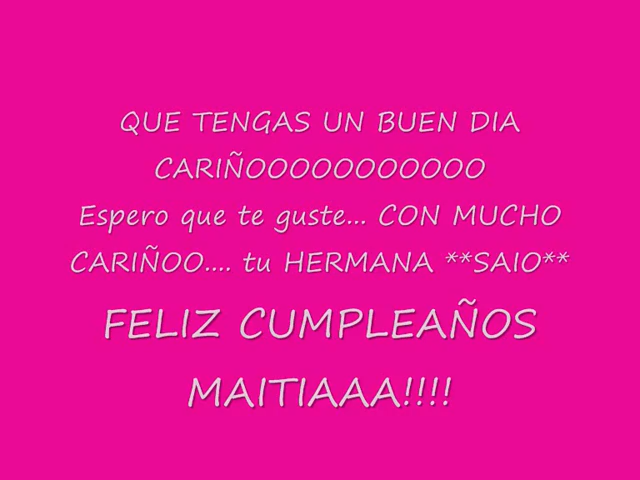 QUE TENGAS UN BUEN DIA
CARIÑOOOOOOOOOOO
Espero que te guste... CON MUCHO
CARIÑOO.... tu HERMANA **SAIO**
FELIZ CUMPLEAÑOS
MAITIAAA!!!!